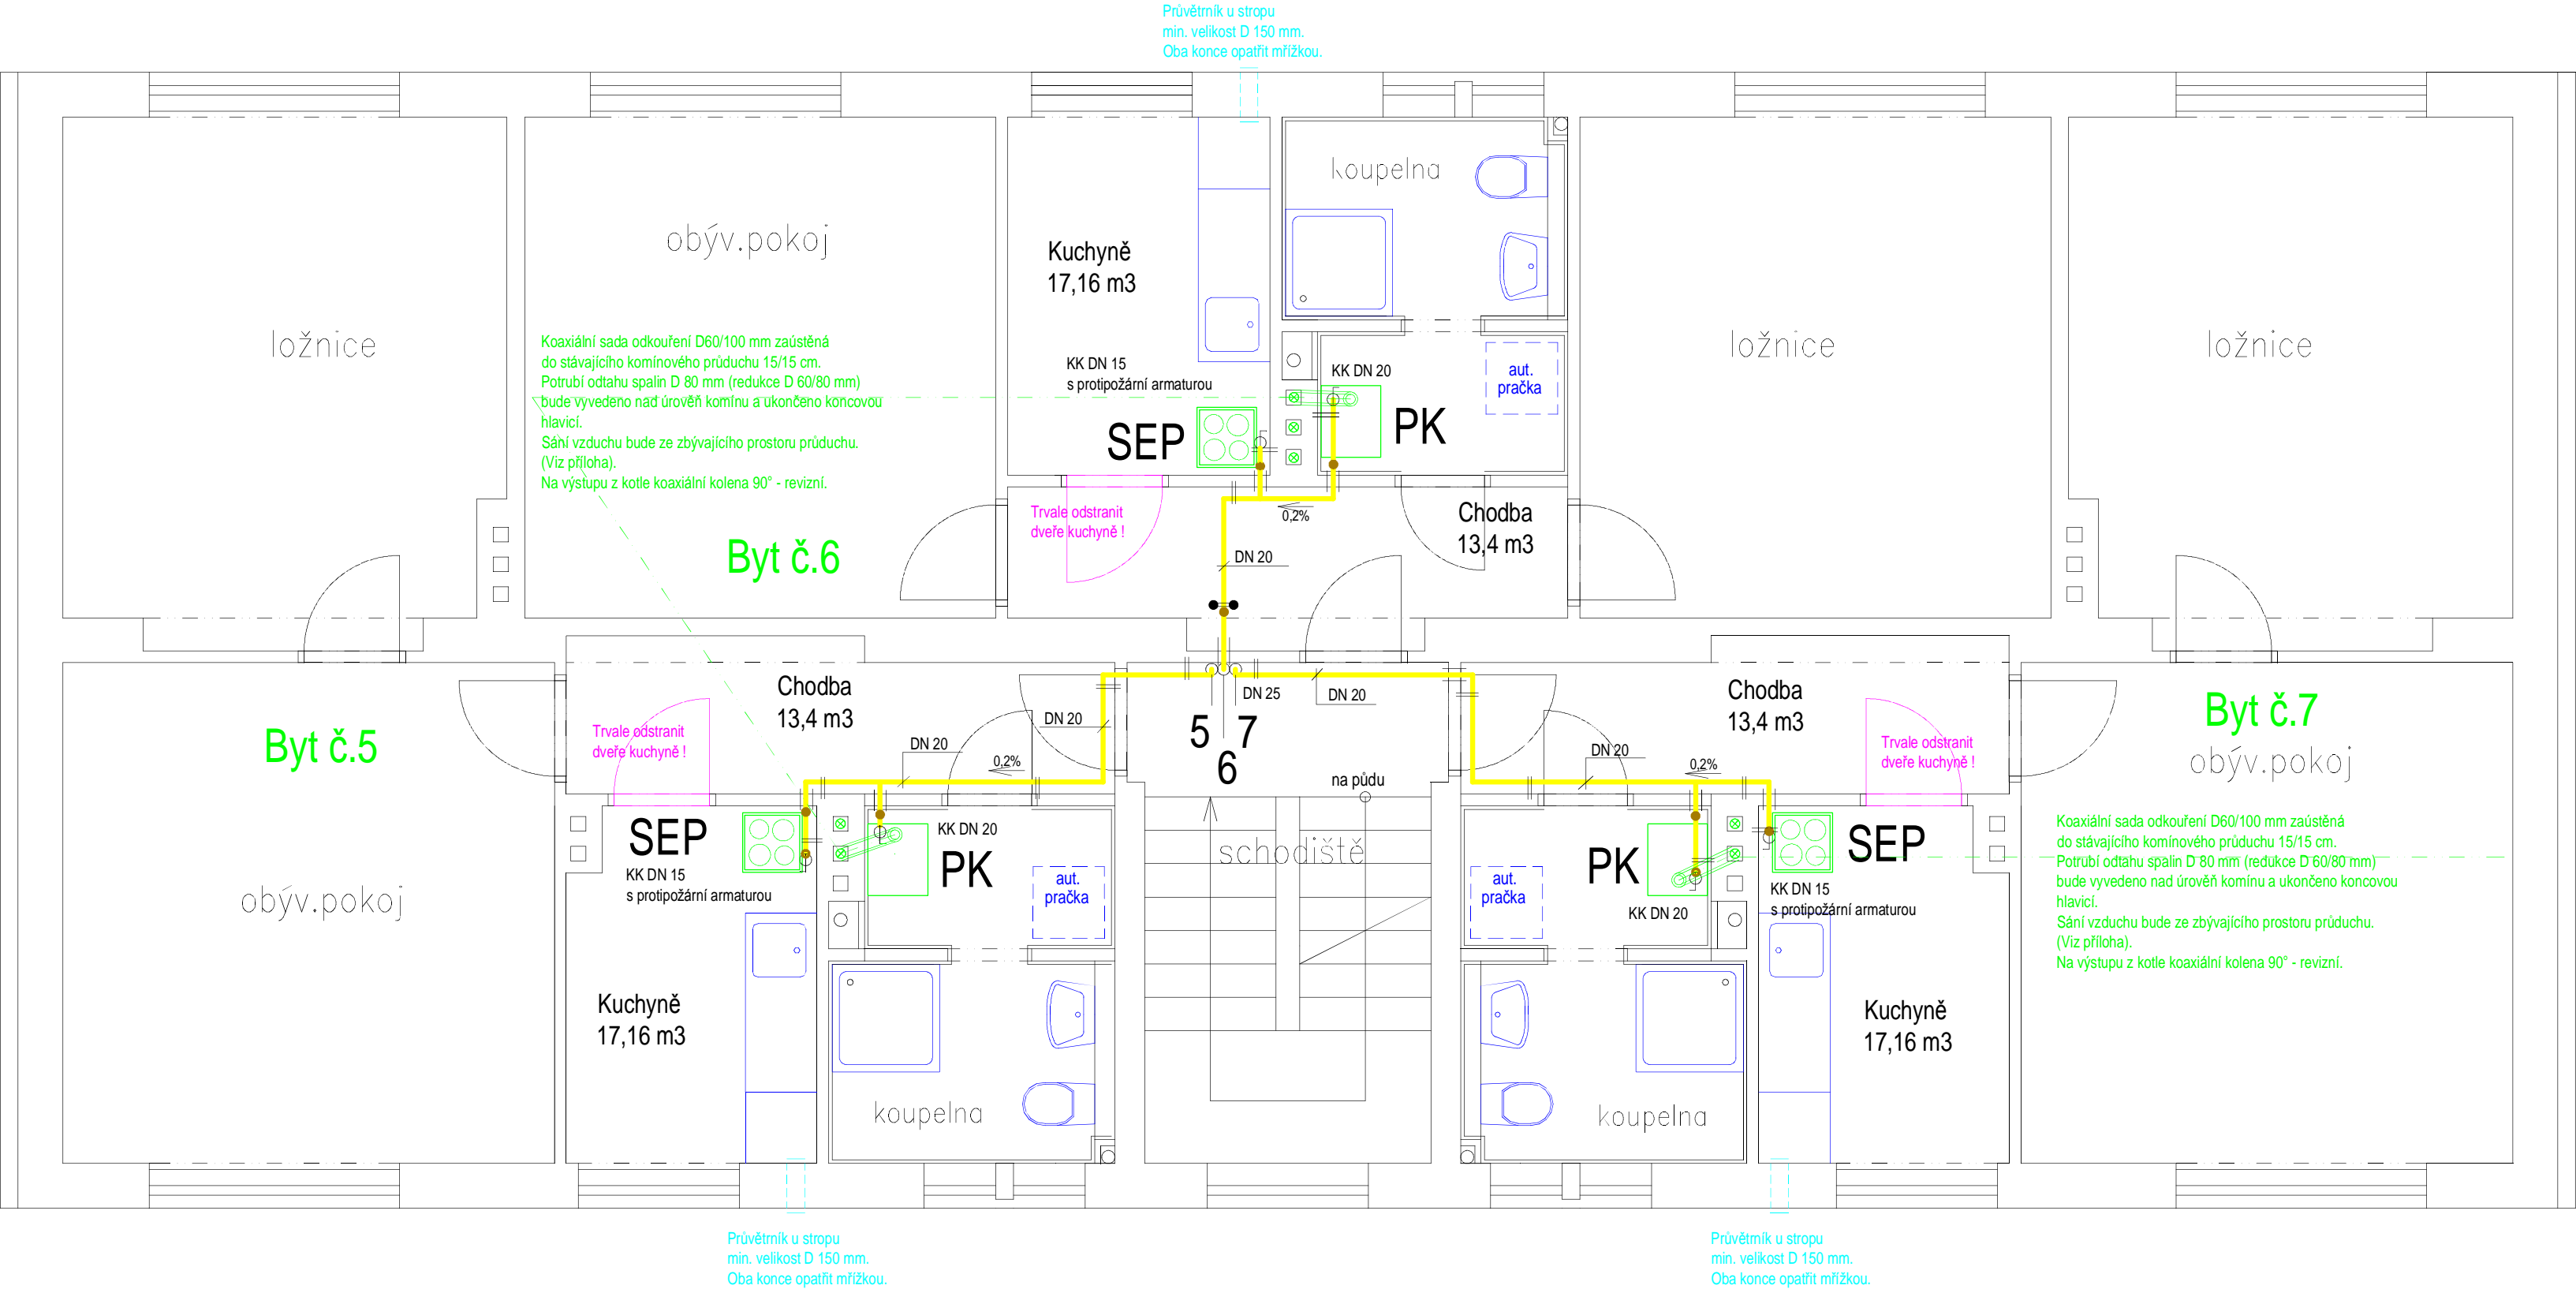 Průvětrník u stropu
min. velikost D 150 mm.
Oba konce opatřit mřížkou.
koupelna
obýv.pokoj
Kuchyně
17,16 m3
ložnice
ložnice
ložnice
Koaxiální sada odkouření D60/100 mm zaústěná
do stávajícího komínového průduchu 15/15 cm.
Potrubí odtahu spalin D 80 mm (redukce D 60/80 mm)
bude vyvedeno nad úrověň komínu a ukončeno koncovou
hlavicí.
Sání vzduchu bude ze zbývajícího prostoru průduchu.
(Viz příloha).
Na výstupu z kotle koaxiální kolena 90° - revizní.
KK DN 15
s protipožární armaturou
KK DN 20
aut.
pračka
SEP
PK
Trvale odstranit
dveře kuchyně !
0,2%
Chodba
13,4 m3
Byt č.6
DN 20
Chodba
13,4 m3
DN 25
DN 20
Chodba
13,4 m3
Byt č.7
obýv.pokoj
Byt č.5
Trvale odstranit
dveře kuchyně !
DN 20
DN 20
0,2%
5 7
6
na půdu
DN 20
0,2%
Trvale odstranit
dveře kuchyně !
SEP
KK DN 15
s protipožární armaturou
KK DN 20
PK
aut.
pračka
schodiště
aut.
pračka
PK
KK DN 20
SEP
KK DN 15
s protipožární armaturou
Koaxiální sada odkouření D60/100 mm zaústěná
do stávajícího komínového průduchu 15/15 cm.
Potrubí odtahu spalin D 80 mm (redukce D 60/80 mm)
bude vyvedeno nad úrověň komínu a ukončeno koncovou
hlavicí.
Sání vzduchu bude ze zbývajícího prostoru průduchu.
(Viz příloha).
Na výstupu z kotle koaxiální kolena 90° - revizní.
obýv.pokoj
Kuchyně
17,16 m3
Kuchyně
17,16 m3
koupelna
koupelna
Průvětrník u stropu
min. velikost D 150 mm.
Oba konce opatřit mřížkou.
Průvětrník u stropu
min. velikost D 150 mm.
Oba konce opatřit mřížkou.